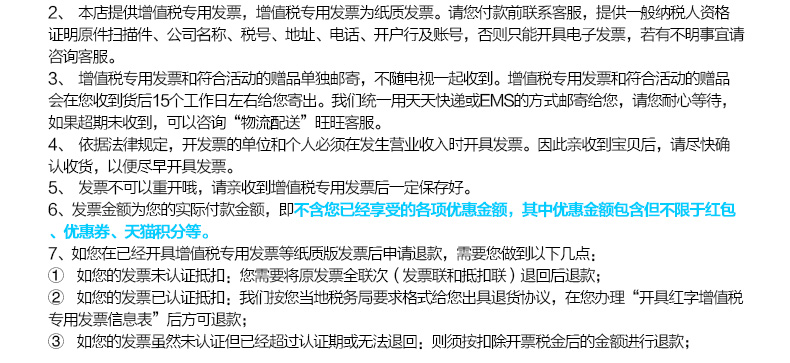 2、 本店提供增值税专用发票，增值税专用发票为纸质发票。请您付款前联系客服，提供一般纳税人资格
证明原件扫描件、公司名称、税号、地址、电话、开户行及账号，否则只能开具电子发票，若有不明事宜请
咨询客服。
3、 增值税专用发票和符合活动的赠品单独邮寄，不随电视一起收到。增值税专用发票和符合活动的赠品
会在您收到货后15个工作日左右给您寄出。我们统一用天天快递或EMS的方式邮寄给您，请您耐心等待，
如果超期未收到，可以咨询“物流配送”旺旺客服。
4、 依据法律规定，开发票的单位和个人必须在发生营业收入时开具发票。因此亲收到宝贝后，请尽快确
认收货，以便尽早开具发票。
5、 发票不可以重开哦，请亲收到增值税专用发票后一定保存好。
6、发票金额为您的实际付款金额，即不含您已经享受的各项优惠金额，其中优惠金额包含但不限于红包
、优惠券、天猫积分等。
7、如您在已经开具增值税专用发票等纸质版发票后申请退款，需要您做到以下几点：
① 如您的发票未认证抵扣：您需要将原发票全联次（发票联和抵扣联）退回后退款；
② 如您的发票已认证抵扣：我们按您当地税务局要求格式给您出具退货协议，在您办理“开具红字增值税
专用发票信息表”后方可退款；
③ 如您的发票虽然未认证但已经超过认证期或无法退回：则须按扣除开票税金后的金额进行退款；